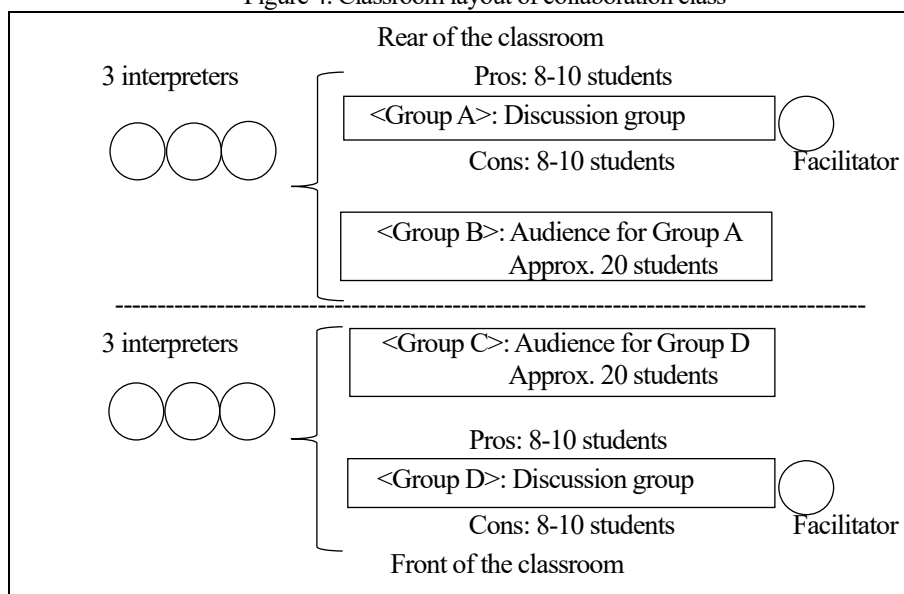 Figure 4. Classroom layout of collaboration class
Rear of the classroom
3 interpreters
Pros: 8-10 students
<Group A>: Discussion group
Cons: 8-10 students
Facilitator
<Group B>: Audience for Group A
Approx. 20 students
3 interpreters
<Group C>: Audience for Group D
Approx. 20 students
Pros: 8-10 students
<Group D>: Discussion group
Cons: 8-10 students
Facilitator
Front of the classroom